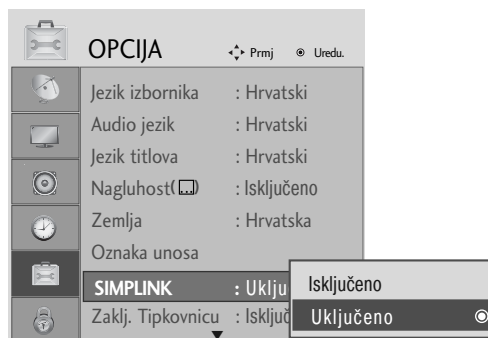 OPCIJA Prmj Uredu.
Jezik izbornika : Hrvatski
Audio jezik : Hrvatski
Jezik titlova : Hrvatski
Nagluhost( ) : Isključeno
Zemlja : Hrvatska
Oznaka unosa
SIMPLINK : Uklju
Isključeno
Zaklj. Tipkovnicu : Isključ
Uključeno